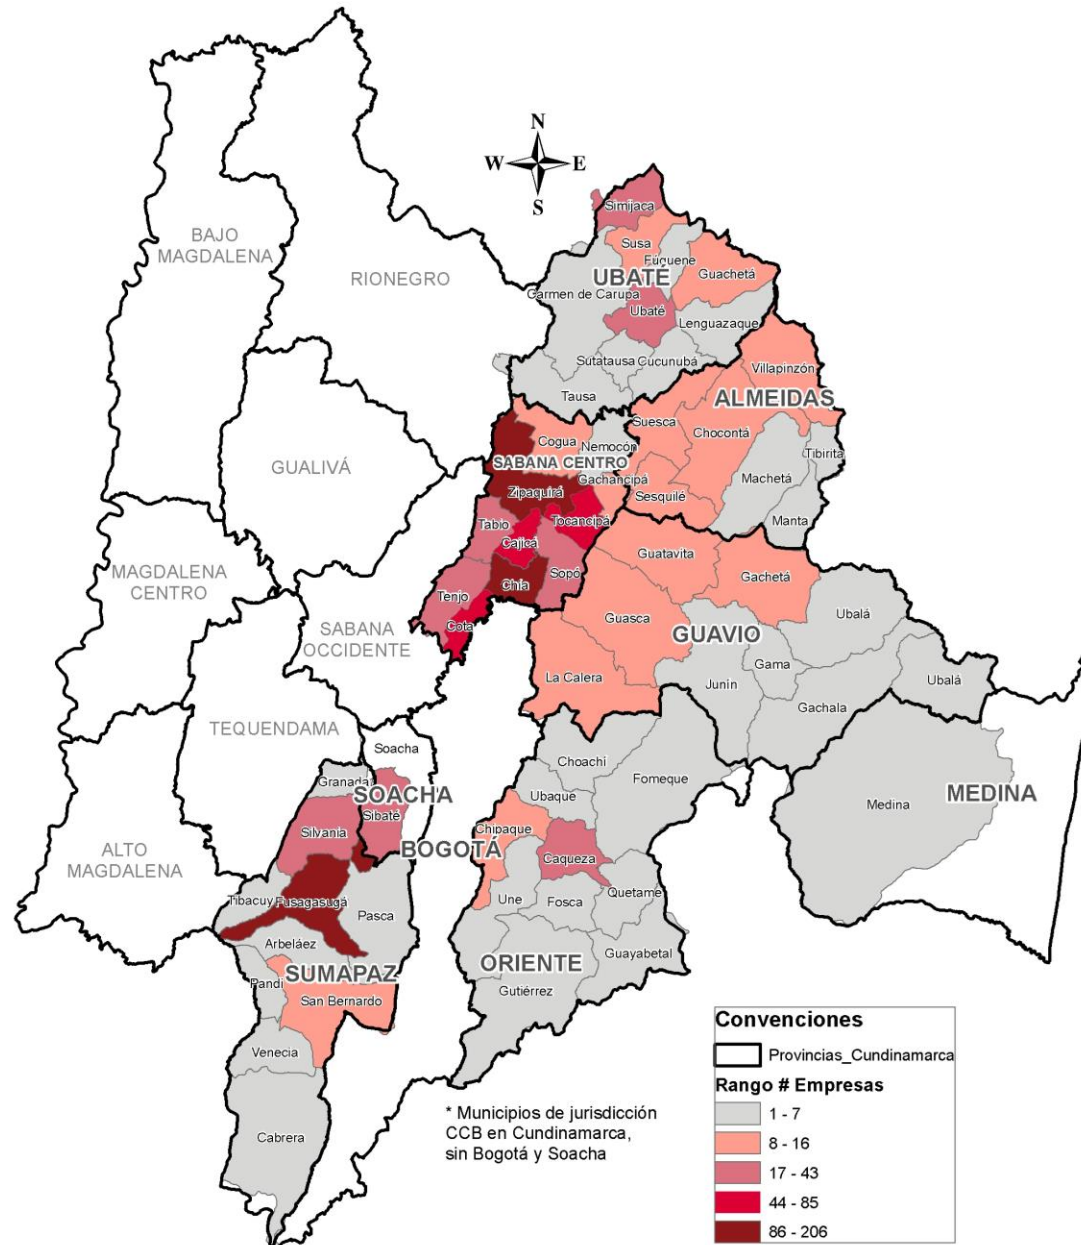 N
W E
S
BAJO
MAGDALENA
RIONEGRO
Simijaca
Susa
Fúquene
Guachetá
UBATÉ
Carmen de Carupa
Ubaté
Lenguazaque
Sutatausa
Cucunubá
Tausa
Villapinzón
ALMEIDAS
Suesca
Chocontá
Cogua
Nemocón
Tibirita
SABANA CENTRO
GUALIVÁ
Gachancipá
Machetá
Zipaquirá
Sesquilé
Tabio
Tocancipá
Manta
Cajicá
Guatavita
MAGDALENA
CENTRO
Chía
Sopó
Gachetá
Tenjo
Guasca
Ubalá
SABANA
OCCIDENTE
Cota
GUAVIO
Gama
La Calera
Junin
Ubalá
Gachala
TEQUENDAMA
Soacha
Choachí
Fomeque
Granada
SOACHA
Ubaque
MEDINA
Medina
Sibaté
Silvania
Chipaque
ALTO
MAGDALENA
BOGOTÁ
Caqueza
Tibacuy
Fusagasugá
Une
Fosca
Quetame
Pasca
Arbeláez
Guayabetal
ORIENTE
SUMAPAZ
Pandi
San Bernardo
Gutiérrez
Venecia
Cabrera
* Municipios de jurisdicción
CCB en Cundinamarca,
sin Bogotá y Soacha
Convenciones
Provincias_Cundinamarca
Rango # Empresas
1 - 7
8 - 16
17 - 43
44 - 85
86 - 206